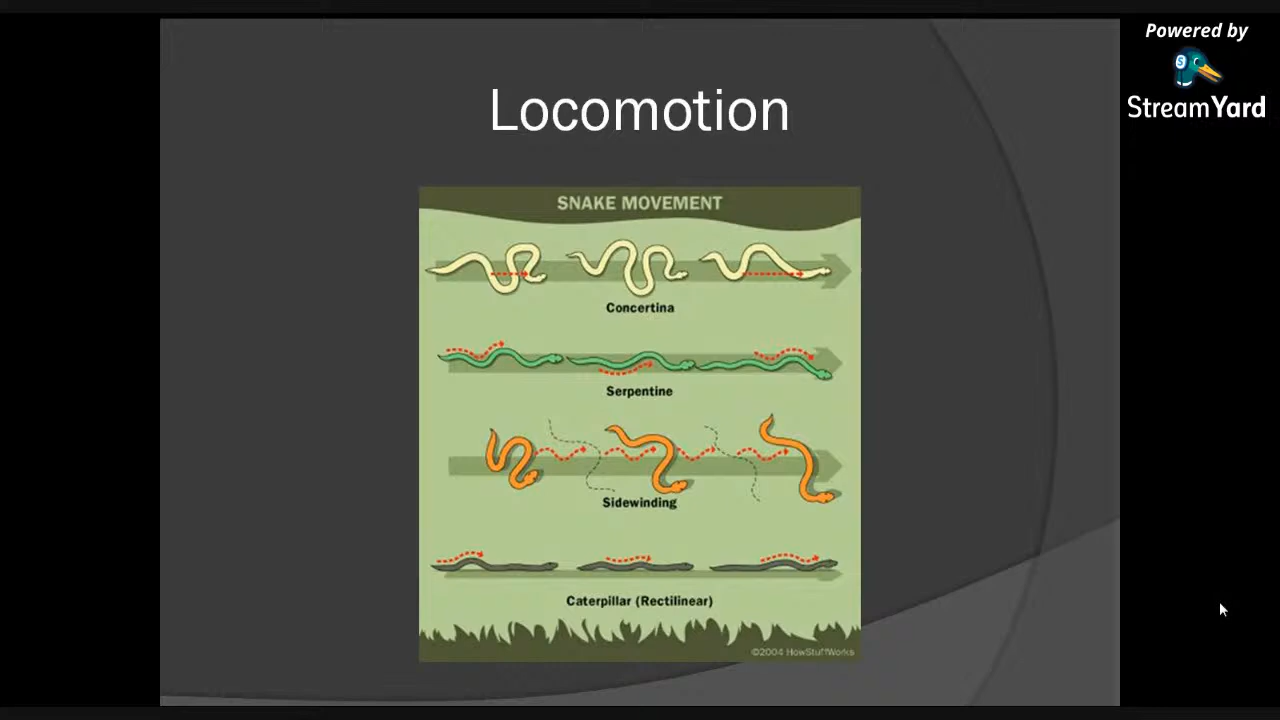 Powered by
StreamYard
Locomotion
SNAKE MOVEMENT
Concertina
Serpentine
Sidewinding
Caterpillar (Rectilinear)
©2004 HowStuffWorks